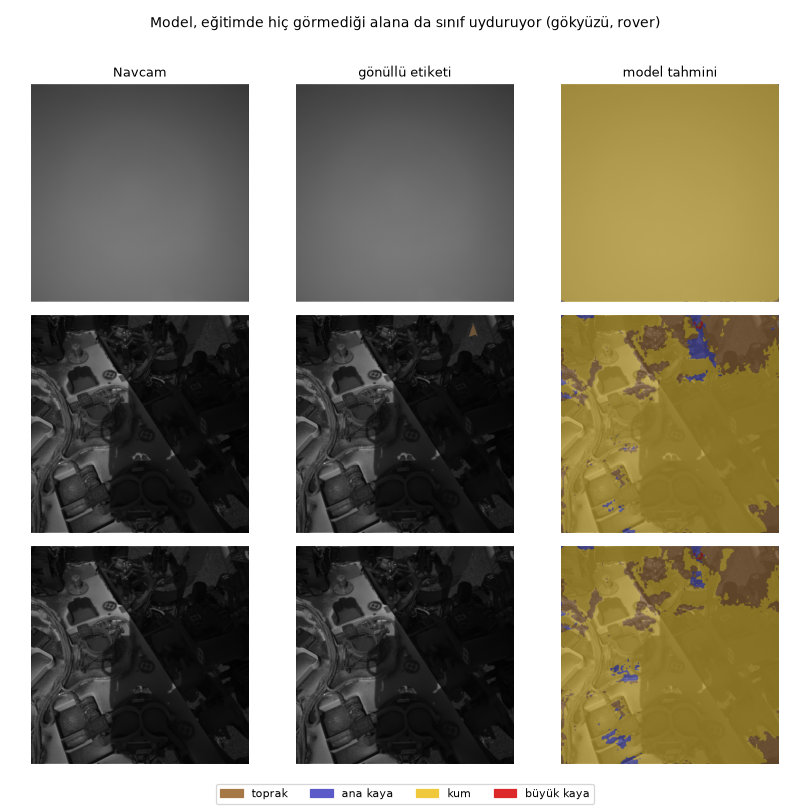 Model, eğitimde hiç görmediği alana da sınıf uyduruyor (gökyüzü, rover)
Navcam gönüllü etiketi model tahmini
toprak ana kaya kum büyük kaya